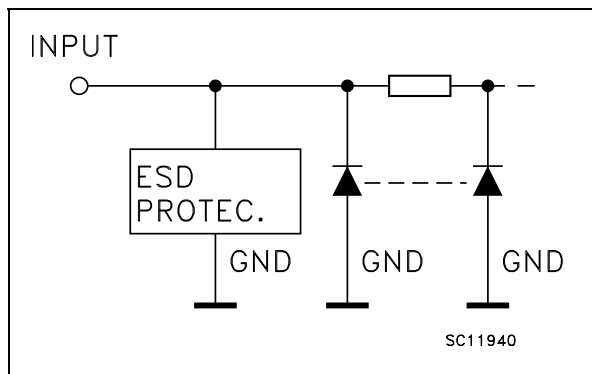 INPUT
ESD
PROTEC.
GND
GND
GND
SC11940